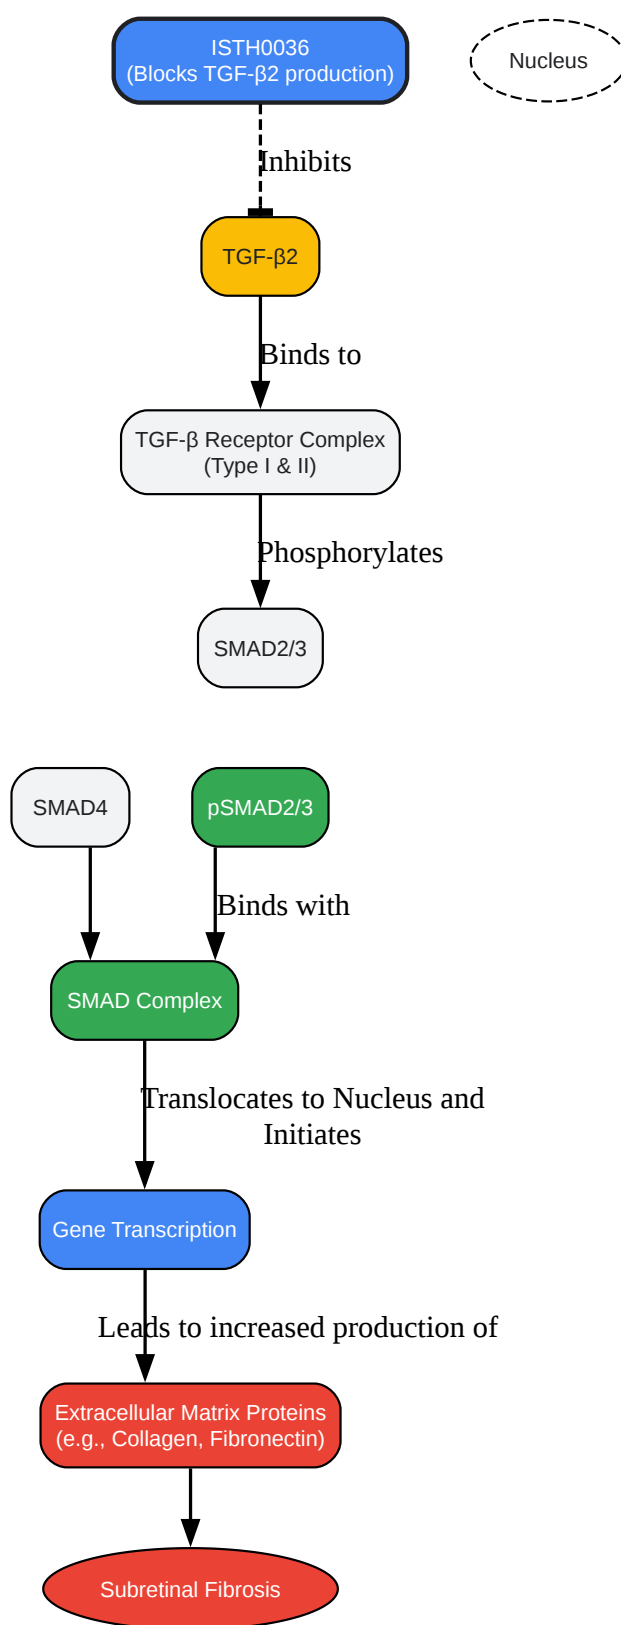 ISTH0036
(Blocks TGF-β2 production)
Nucleus
Inhibits
TGF-β2
Binds to
TGF-β Receptor Complex
(Type I & II)
Phosphorylates
SMAD2/3
SMAD4
pSMAD2/3
Binds with
SMAD Complex
Translocates to Nucleus and
Initiates
Gene Transcription
Leads to increased production of
Extracellular Matrix Proteins
(e.g., Collagen, Fibronectin)
Subretinal Fibrosis